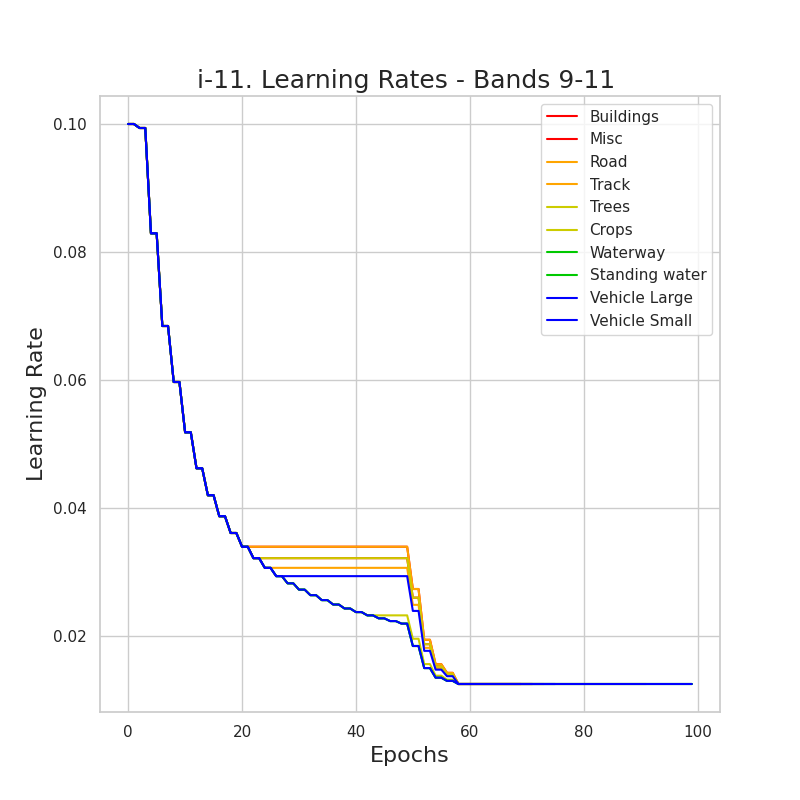 i-11. Learning Rates - Bands 9-11
Buildings
Misc
Road
Track
Trees
Crops
Waterway
Standing water
Vehicle Large
Vehicle Small
0.10
0.08
0.06
0.04
0.02
Learning Rate
0 20 40 60 80 100
Epochs